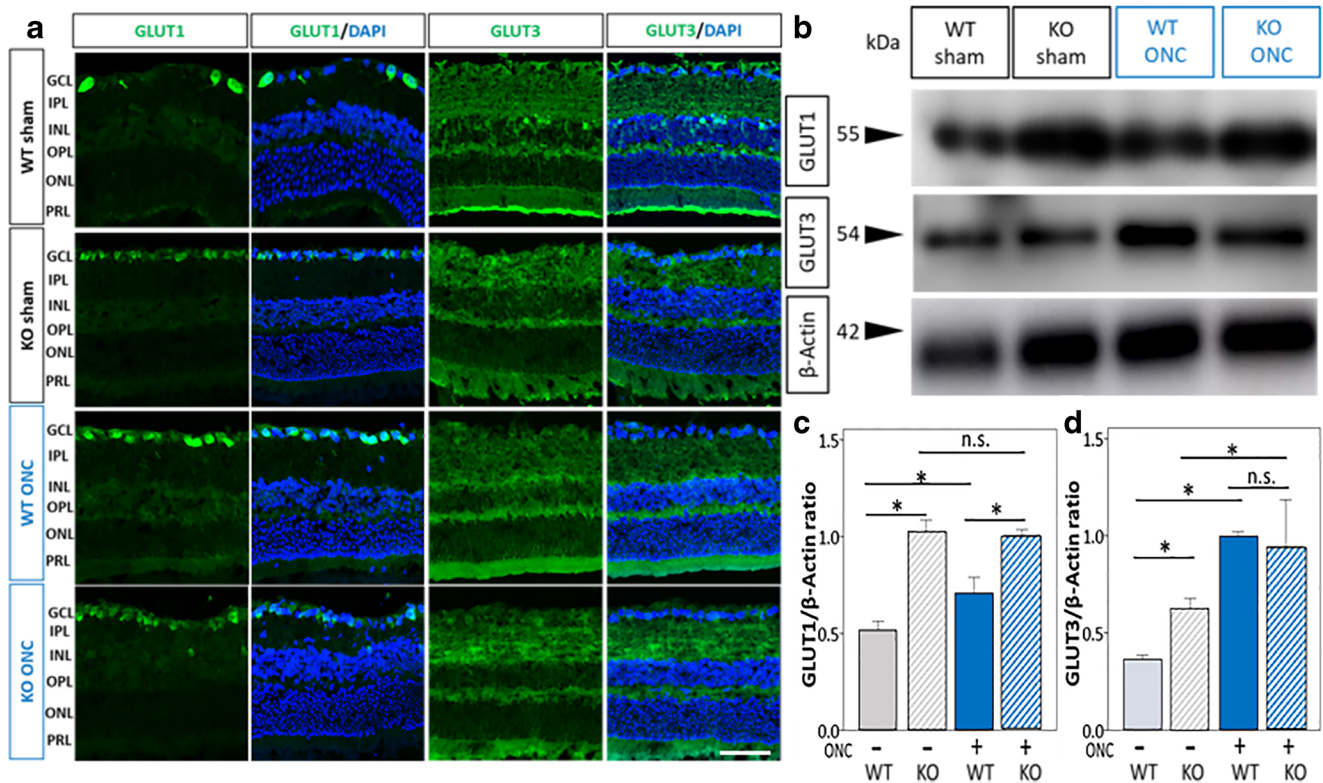 a
GLUT1
GLUT1/DAPI
GLUT3
GLUT3/DAPI
WT sham
GCL
IPL
INL
OPL
ONL
PRL
KO sham
GCL
IPL
INL
OPL
ONL
PRL
WT ONC
GCL
IPL
INL
OPL
ONL
PRL
KO ONC
GCL
IPL
INL
OPL
ONL
PRL
b
kDa
WT
sham
KO
sham
WT
ONC
KO
ONC
GLUT1
55
GLUT3
54
β-Actin
42
c
GLUT1/β-Actin ratio
1.5
1.0
0.5
0.0
n.s.
*
*
*
ONC - - + +
WT KO WT KO
d
GLUT3/β-Actin ratio
1.5
1.0
0.5
0.0
*
n.s.
*
*
ONC - - + +
WT KO WT KO